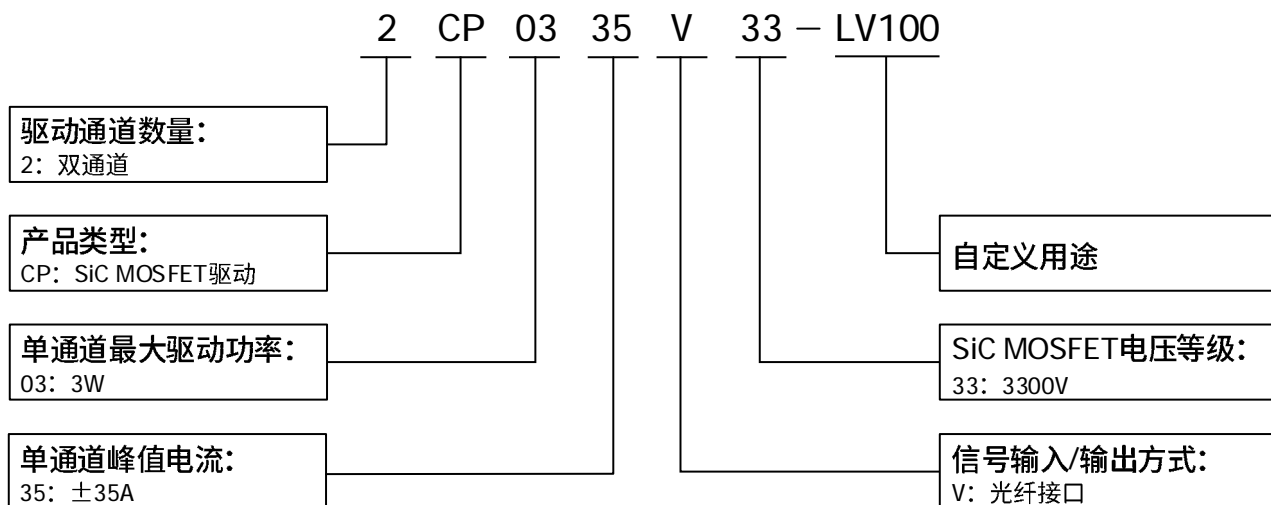 2 CP 03 35 V 33 － LV100
驱动通道数量：
2：双通道
产品类型：
CP：SiC MOSFET驱动
单通道最大驱动功率：
03：3W
单通道峰值电流：
35：±35A
自定义用途
SiC MOSFET电压等级：
33：3300V
信号输入/输出方式：
V：光纤接口